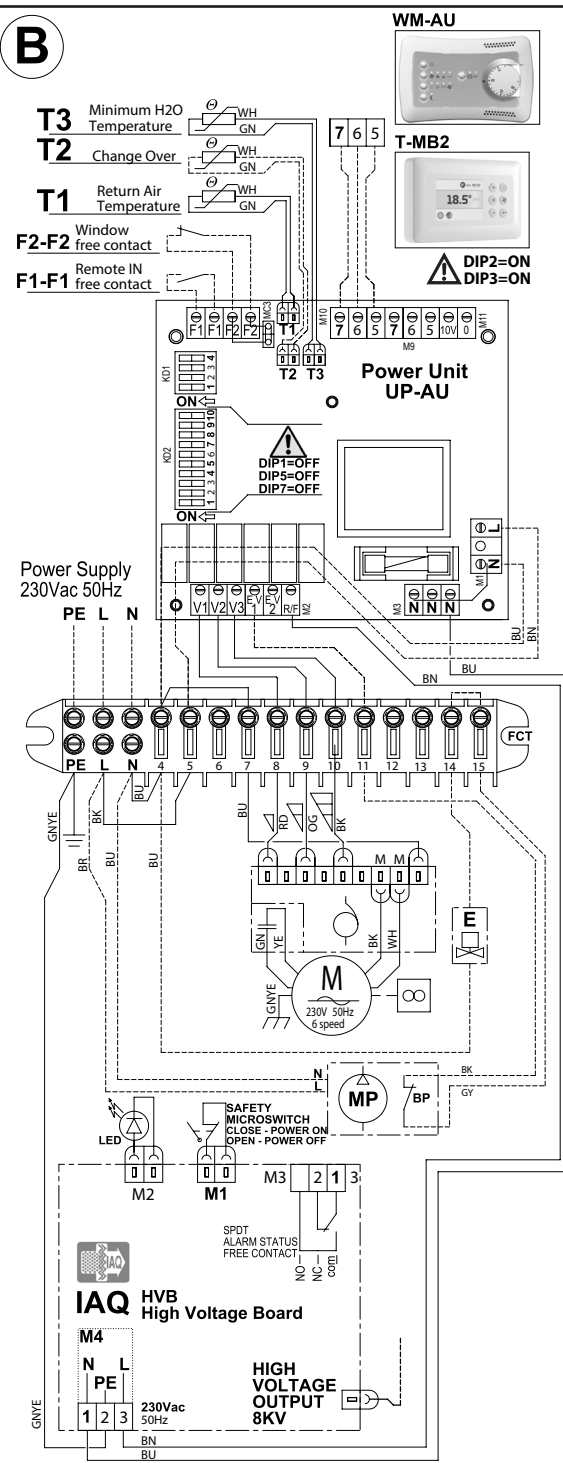 B
WM-AU
T3 Minimum H2O Temperature
WH
GN
T2 Change Over
WH
GN
T1 Return Air Temperature
WH
GN
7 6 5
T-MB2
18.5°
F2-F2 Window free contact
F1-F1 Remote IN free contact
DIP2=ON
DIP3=ON
F1 F1 F2 F2
MC3
T1
T2 T3
M10
7 6 5 7 6 5 10V 0
M11
M9
Power Unit
UP-AU
KD1
1 2 3 4
ON
KD2
1 2 3 4 5 6 7 8 9 10
ON
DIP1=OFF
DIP5=OFF
DIP7=OFF
L
N
M1
Power Supply
230Vac 50Hz
PE L N
V1 V2 V3 EV1 EV2 R/F M2
M3 N N N
BU
BN
BU
BN
FCT
PE L N 4 5 6 7 8 9 10 11 12 13 14 15
GNYE
BR
BK
BU
BU
BU
BU
RD
OG
BK
M M
GN
YE
BK
WH
E
GNYE
M
230V 50Hz
6 speed
N
L
MP
BP
BK
GY
LED
SAFETY
MICROSWITCH
CLOSE - POWER ON
OPEN - POWER OFF
M2
M1
M3 2 1 3
SPDT
ALARM STATUS
FREE CONTACT
NO
NC
com
IAQ
IAQ HVB
High Voltage Board
M4
N L
PE
1 2 3
230Vac
50Hz
HIGH
VOLTAGE
OUTPUT
8KV
GNYE
BN
BU